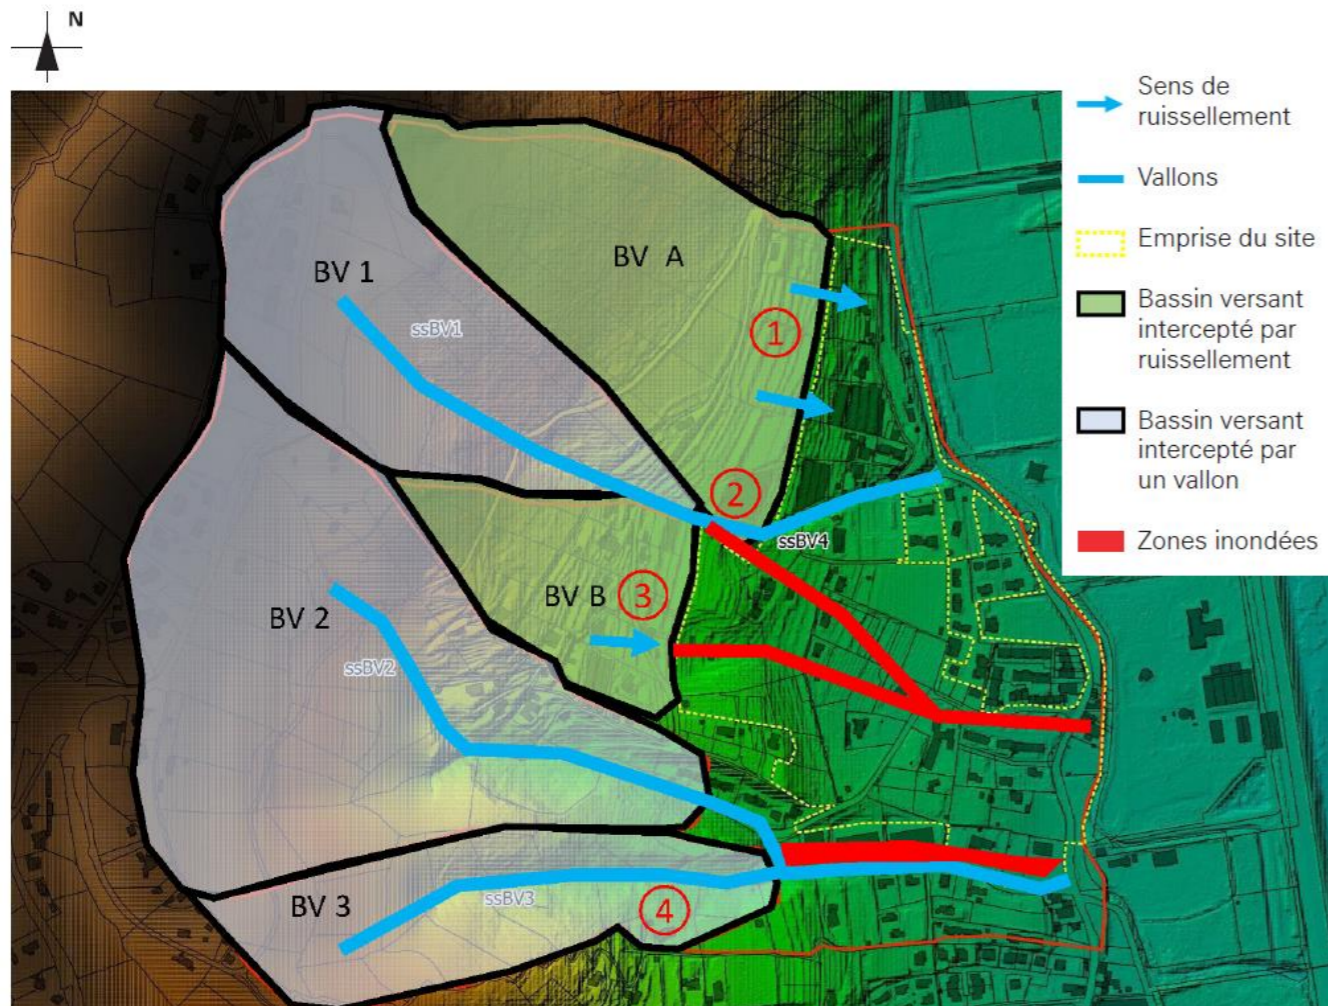 N
Sens de
ruissellement
Vallons
Emprise du site
Bassin versant
intercepté par
ruissellement
Bassin versant
intercepté par
un vallon
Zones inondées
BV A
BV 1
ssBV1
1
2
ssBV4
BV B
3
BV 2
ssBV2
BV 3
ssBV3
4